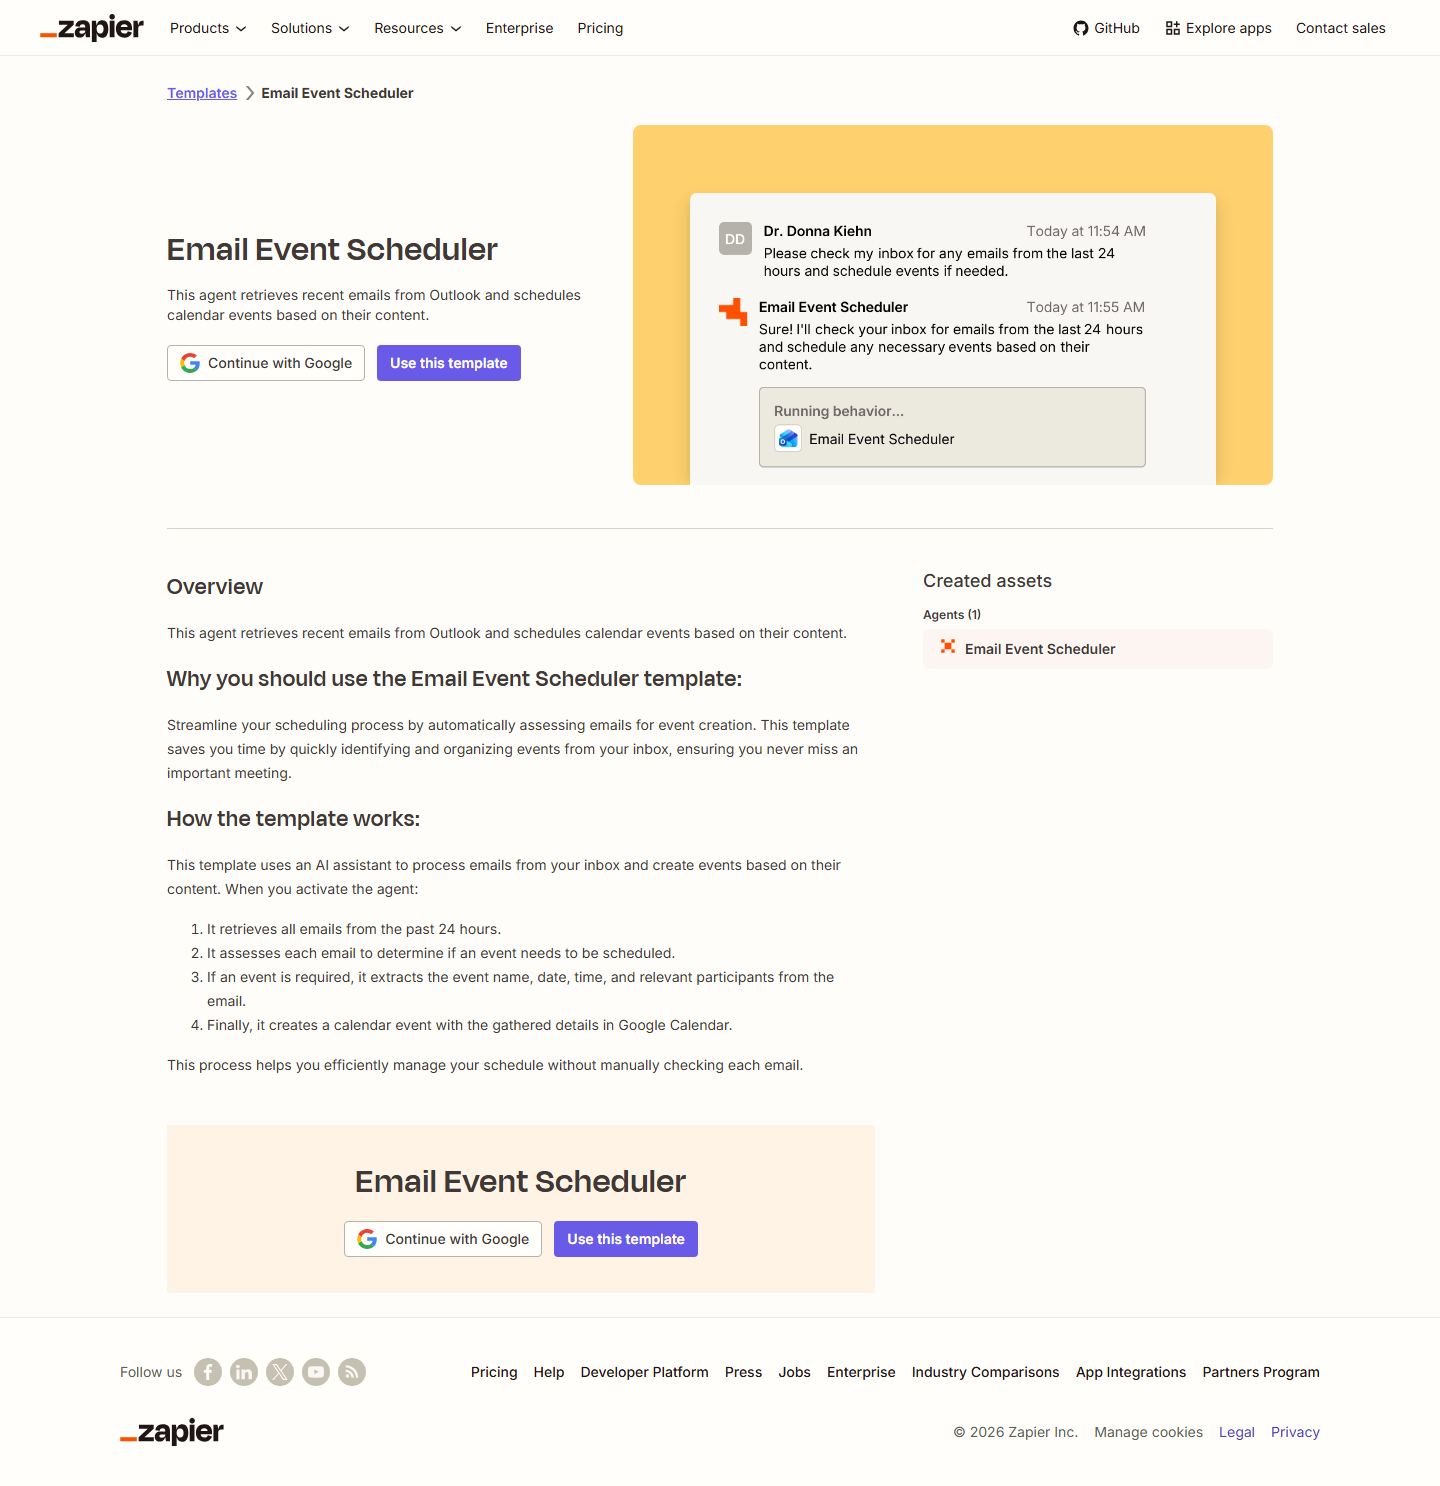 zapier
Products
Solutions
Resources
Enterprise
Pricing
GitHub
Explore apps
Contact sales
Templates
Email Event Scheduler
Email Event Scheduler
This agent retrieves recent emails from Outlook and schedules
calendar events based on their content.
Continue with Google
Use this template
DD
Dr. Donna Kiehn
Today at 11:54 AM
Please check my inbox for any emails from the last 24
hours and schedule events if needed.
Email Event Scheduler
Today at 11:55 AM
Sure! I'll check your inbox for emails from the last 24 hours
and schedule any necessary events based on their
content.
Running behavior...
Email Event Scheduler
Overview
This agent retrieves recent emails from Outlook and schedules calendar events based on their content.
Why you should use the Email Event Scheduler template:
Streamline your scheduling process by automatically assessing emails for event creation. This template
saves you time by quickly identifying and organizing events from your inbox, ensuring you never miss an
important meeting.
How the template works:
This template uses an AI assistant to process emails from your inbox and create events based on their
content. When you activate the agent:
1. It retrieves all emails from the past 24 hours.
2. It assesses each email to determine if an event needs to be scheduled.
3. If an event is required, it extracts the event name, date, time, and relevant participants from the
email.
4. Finally, it creates a calendar event with the gathered details in Google Calendar.
This process helps you efficiently manage your schedule without manually checking each email.
Created assets
Agents (1)
Email Event Scheduler
Email Event Scheduler
Continue with Google
Use this template
Follow us
Pricing
Help
Developer Platform
Press
Jobs
Enterprise
Industry Comparisons
App Integrations
Partners Program
zapier
© 2026 Zapier Inc.
Manage cookies
Legal
Privacy